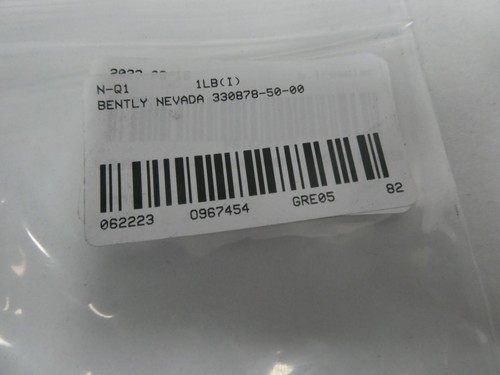 N-Q1 1LB(I)
BENTLY NEVADA 330878-50-00
062223 0967454 GRE05 82